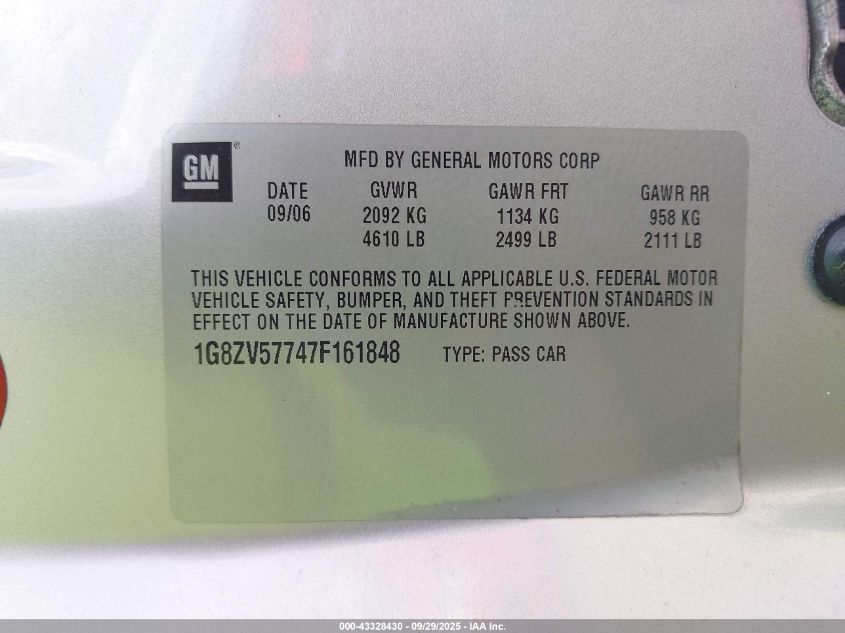 GM ®
MFD BY GENERAL MOTORS CORP
DATE GVWR GAWR FRT GAWR RR
09/06 2092 KG 1134 KG 958 KG
4610 LB 2499 LB 2111 LB
THIS VEHICLE CONFORMS TO ALL APPLICABLE U.S. FEDERAL MOTOR
VEHICLE SAFETY, BUMPER, AND THEFT PREVENTION STANDARDS IN
EFFECT ON THE DATE OF MANUFACTURE SHOWN ABOVE.
1G8ZV57747F161848 TYPE: PASS CAR
000-43328430 - 09/29/2025 - IAA Inc.